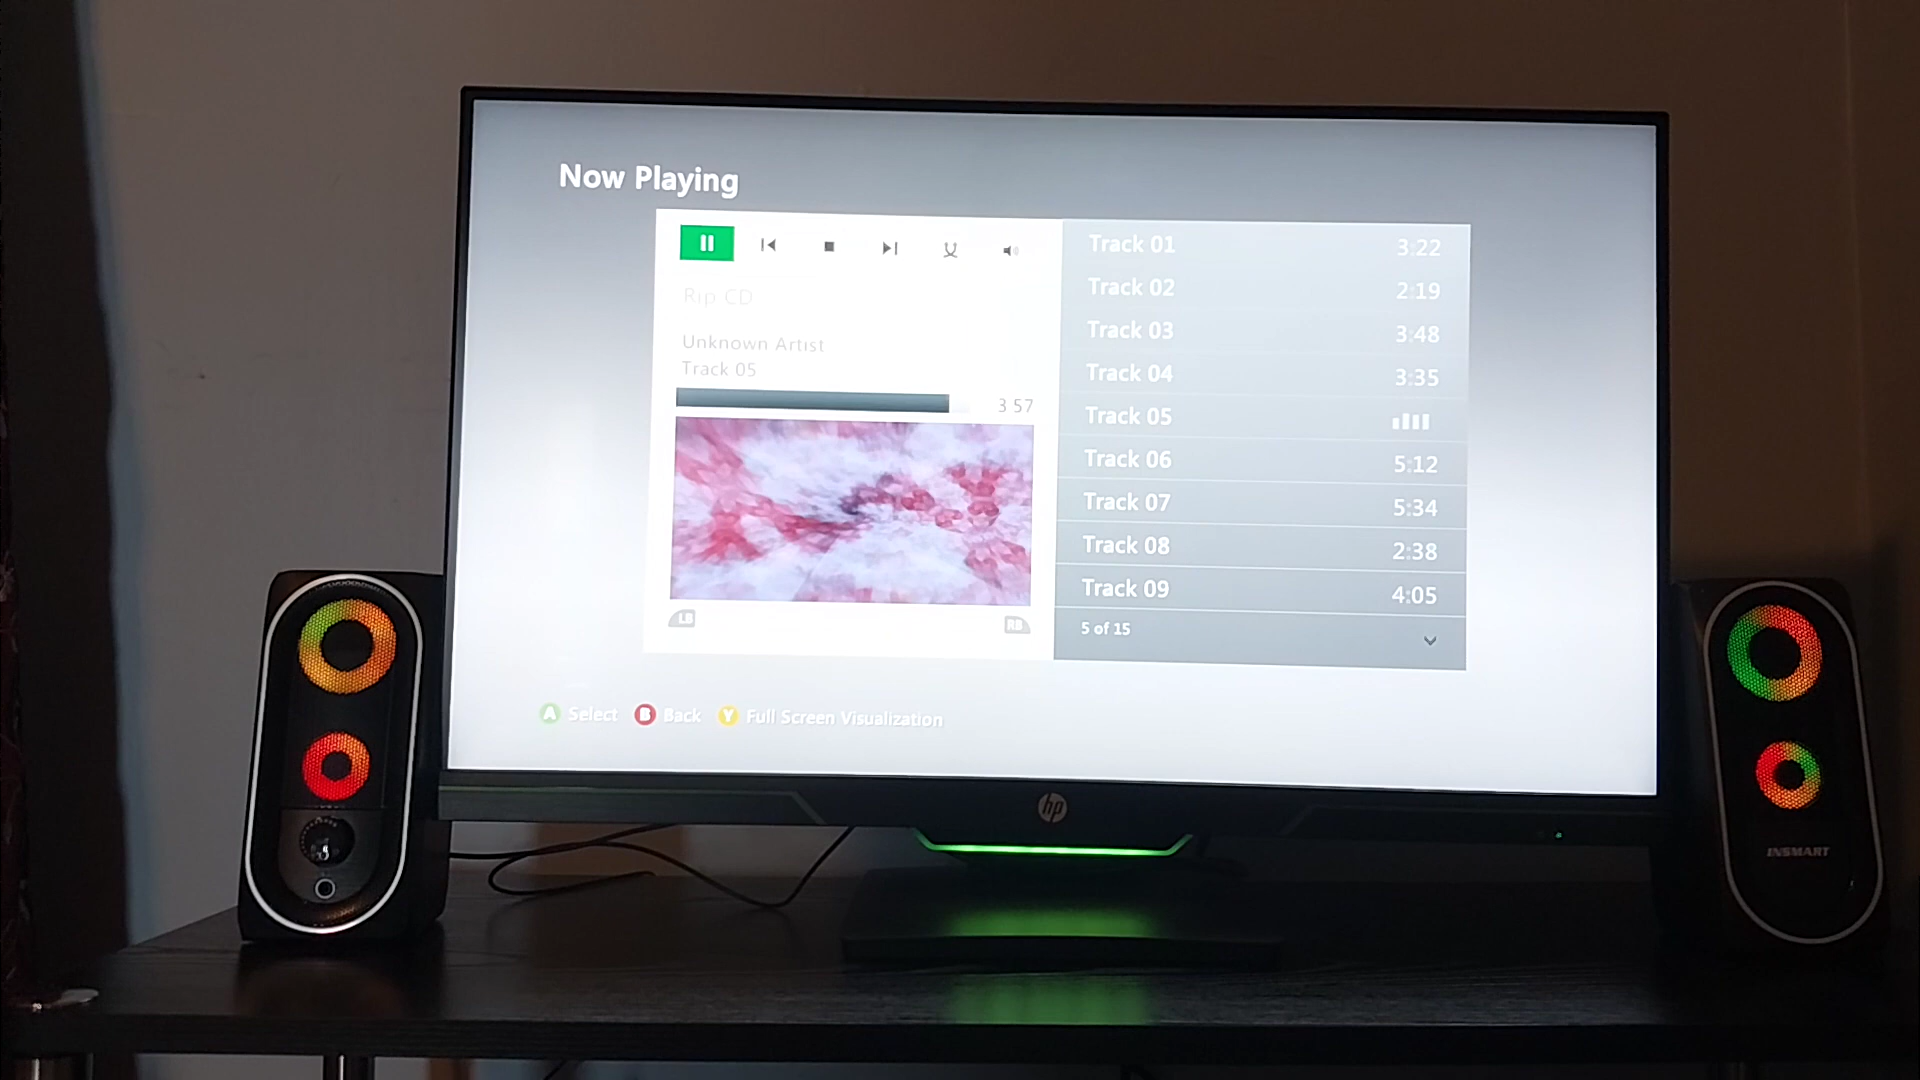 Now Playing
Rip CD
Unknown Artist
Track 05
3 57
LB
RB
Track 01 3:22
Track 02 2:19
Track 03 3:48
Track 04 3:35
Track 05
Track 06 5:12
Track 07 5:34
Track 08 2:38
Track 09 4:05
5 of 15
A Select B Back Y Full Screen Visualization
hp
INSMART